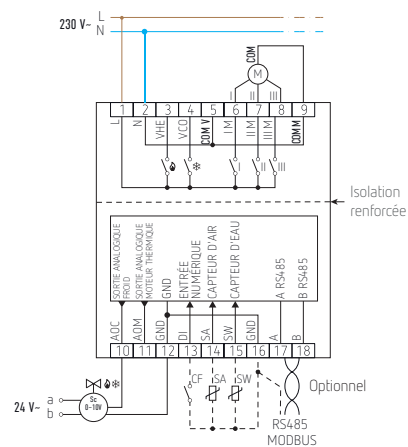 L
230 V~
N
COM
M
I
II
III
1 2 3 4 5 6 7 8 9
L
N
VHE
VCO
COM V
I M
II M
III M
COM M
I
II
III
Isolation
renforcée
SORTIE ANALOGIQUE
FROID
SORTIE ANALOGIQUE
MOTEUR THERMIQUE
GND
ENTRÉE
NUMÉRIQUE
CAPTEUR D'AIR
CAPTEUR D'EAU
A RS485
B RS485
AOC
AOM
GND
DI
SA
SW
GND
A
B
10 11 12 13 14 15 16 17 18
CF
SA
SW
Optionnel
a
24 V~
b
Sc
0-10V
RS485
MODBUS